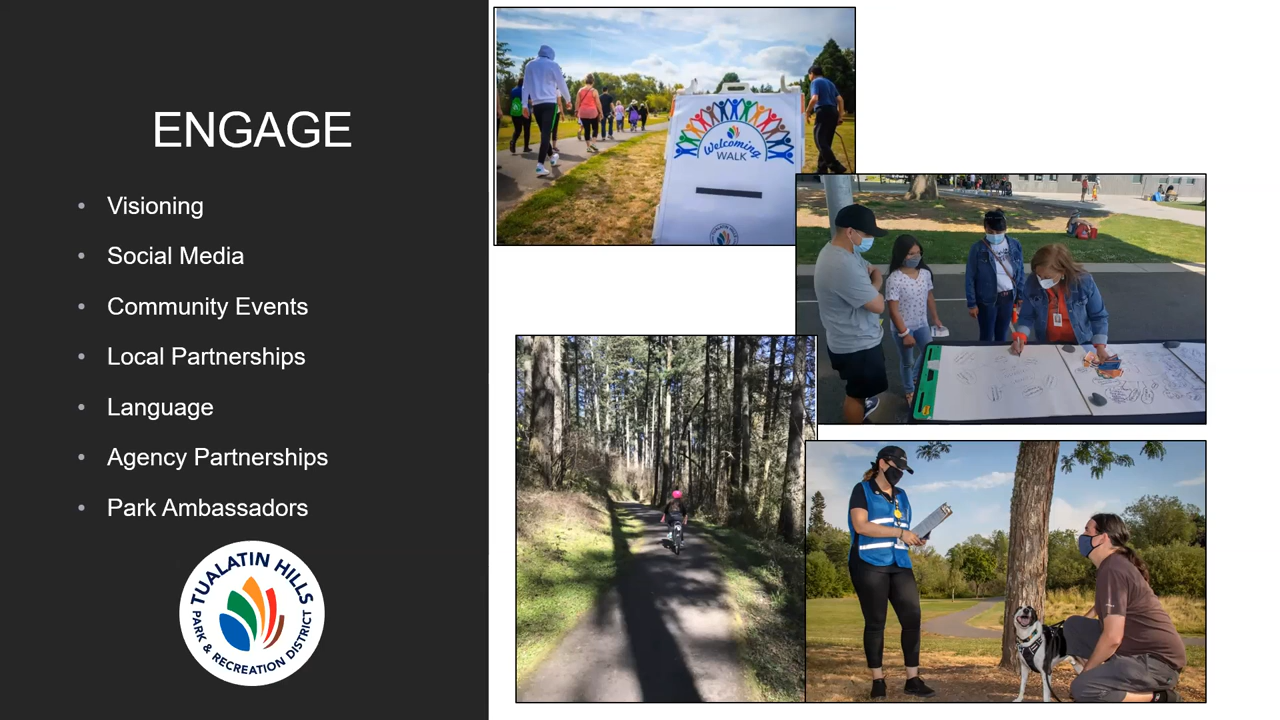 ENGAGE
• Visioning
• Social Media
• Community Events
• Local Partnerships
• Language
• Agency Partnerships
• Park Ambassadors
TUALATIN HILLS
PARK & RECREATION DISTRICT
Welcoming
WALK